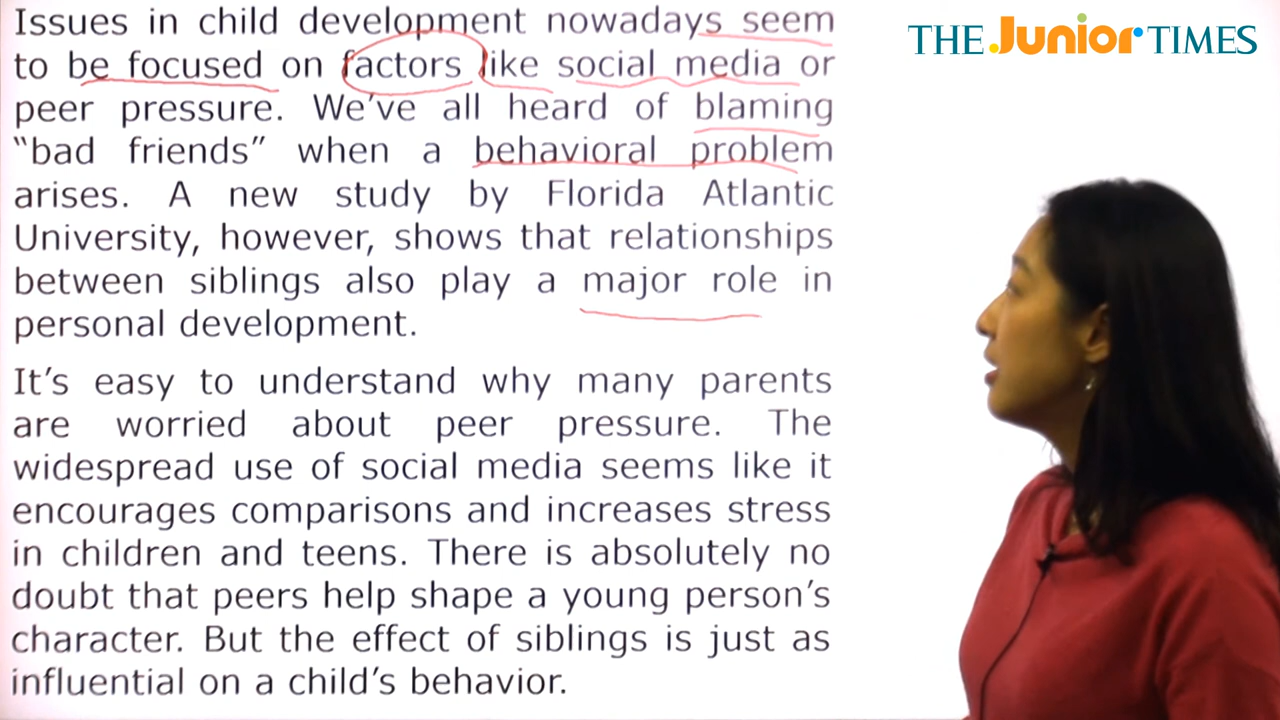 Issues in child development nowadays seem
to be focused on factors like social media or
peer pressure. We've all heard of blaming
"bad friends" when a behavioral problem
arises. A new study by Florida Atlantic
University, however, shows that relationships
between siblings also play a major role in
personal development.
It's easy to understand why many parents
are worried about peer pressure. The
widespread use of social media seems like it
encourages comparisons and increases stress
in children and teens. There is absolutely no
doubt that peers help shape a young person's
character. But the effect of siblings is just as
influential on a child's behavior.
THE Junior TIMES